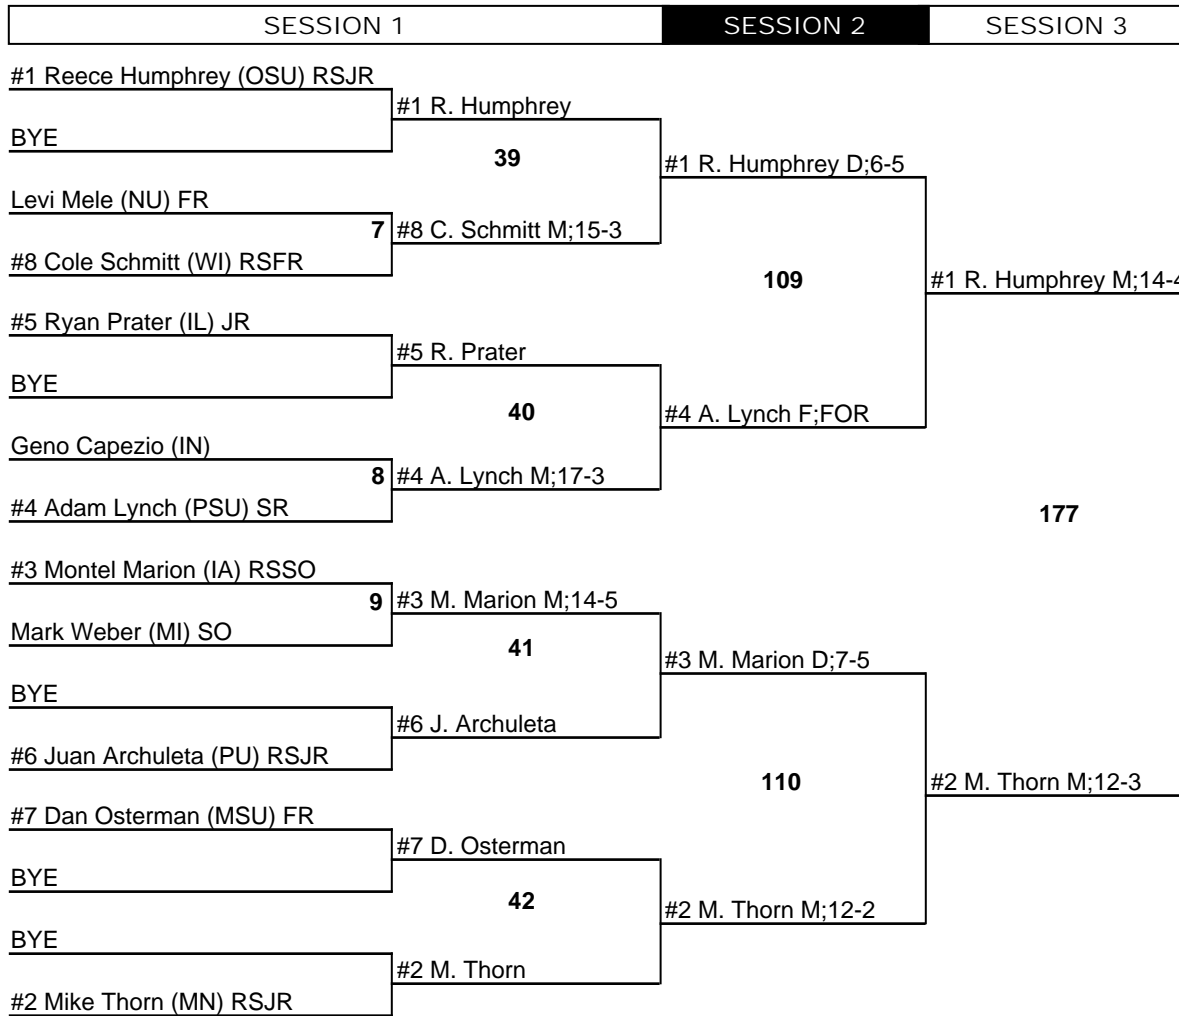 SESSION 1
SESSION 2
SESSION 3
#1 Reece Humphrey (OSU) RSJR
#1 R. Humphrey
BYE
39
#1 R. Humphrey D;6-5
Levi Mele (NU) FR
7
#8 C. Schmitt M;15-3
#8 Cole Schmitt (WI) RSFR
109
#1 R. Humphrey M;14-4
#5 Ryan Prater (IL) JR
#5 R. Prater
BYE
40
#4 A. Lynch F;FOR
Geno Capezio (IN)
8
#4 A. Lynch M;17-3
#4 Adam Lynch (PSU) SR
177
#3 Montel Marion (IA) RSSO
9
#3 M. Marion M;14-5
Mark Weber (MI) SO
41
#3 M. Marion D;7-5
BYE
#6 J. Archuleta
#6 Juan Archuleta (PU) RSJR
110
#2 M. Thorn M;12-3
#7 Dan Osterman (MSU) FR
#7 D. Osterman
BYE
42
#2 M. Thorn M;12-2
BYE
#2 M. Thorn
#2 Mike Thorn (MN) RSJR